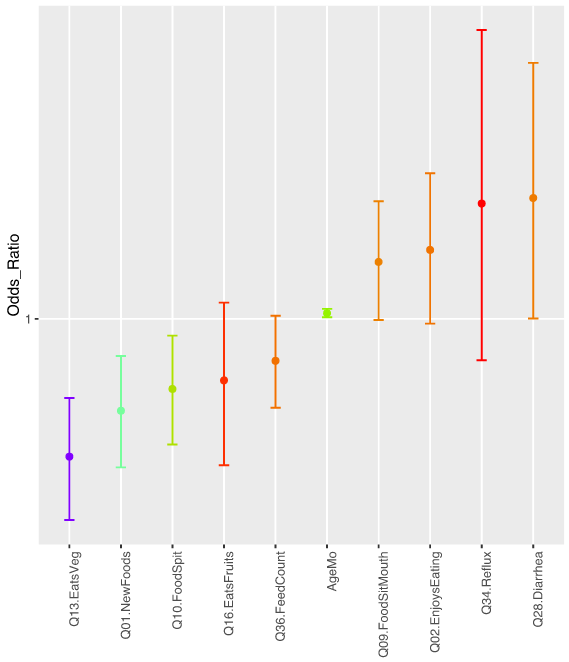 Odds_Ratio
1
Q13.EatsVeg
Q01.NewFoods
Q10.FoodSpit
Q16.EatsFruits
Q36.FeedCount
AgeMo
Q09.FoodSitMouth
Q02.EnjoysEating
Q34.Reflux
Q28.Diarrhea